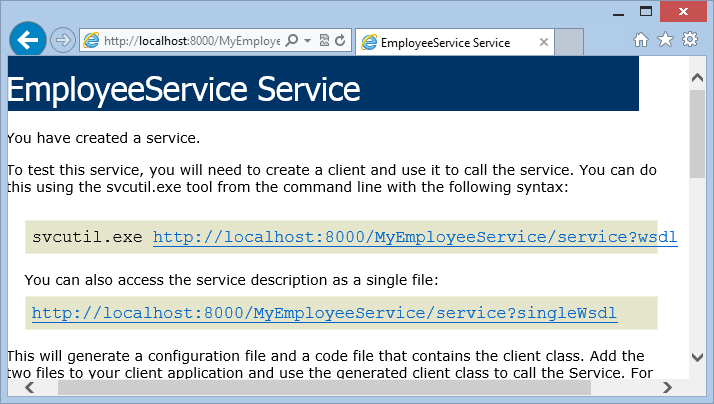 http://localhost:8000/MyEmploye
EmployeeService Service
EmployeeService Service
You have created a service.
To test this service, you will need to create a client and use it to call the service. You can do
this using the svcutil.exe tool from the command line with the following syntax:
svcutil.exe http://localhost:8000/MyEmployeeService/service?wsdl
You can also access the service description as a single file:
http://localhost:8000/MyEmployeeService/service?singleWsdl
This will generate a configuration file and a code file that contains the client class. Add the
two files to your client application and use the generated client class to call the Service. For